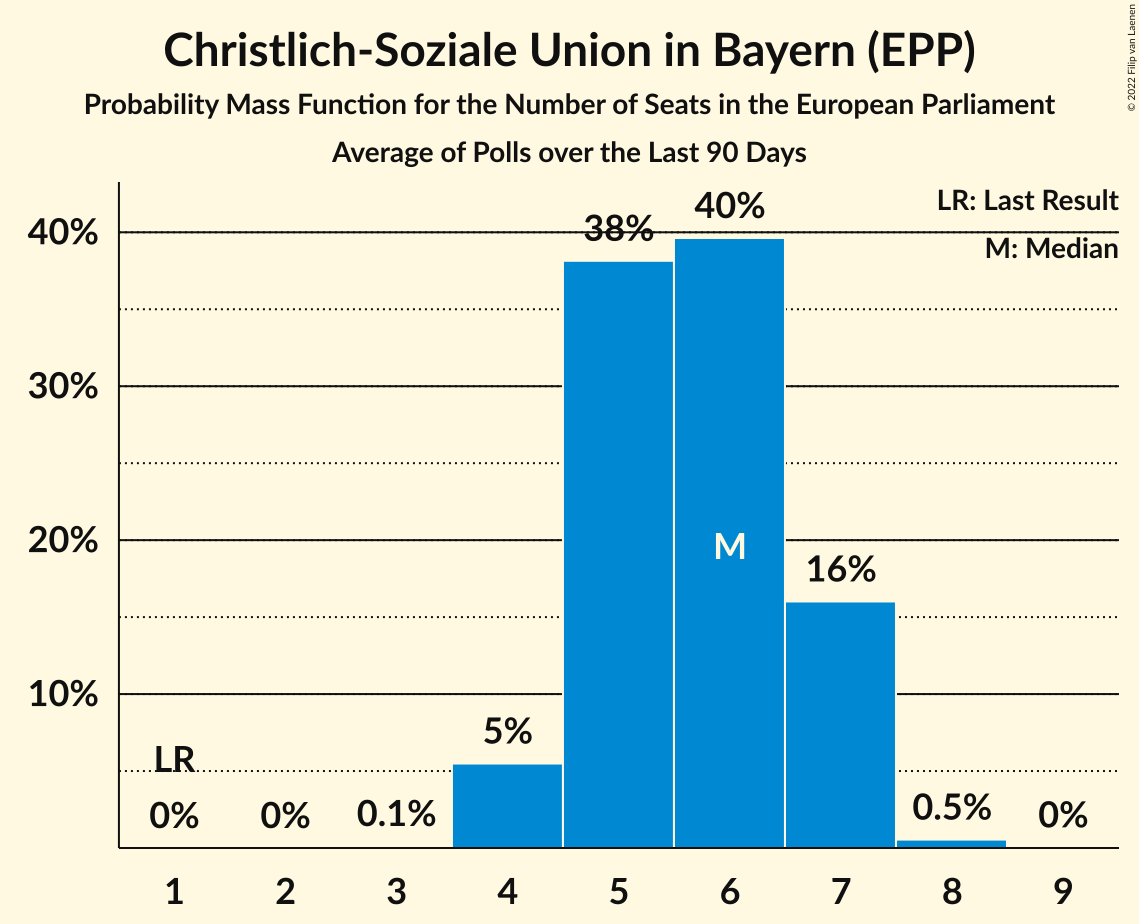 Christlich-Soziale Union in Bayern (EPP)
Probability Mass Function for the Number of Seats in the European Parliament
Average of Polls over the Last 90 Days
© 2022 Filip van Laenen
LR: Last Result
M: Median
40%
30%
20%
10%
LR
0%
0%
0.1%
5%
38%
40%
M
16%
0.5%
0%
1 2 3 4 5 6 7 8 9